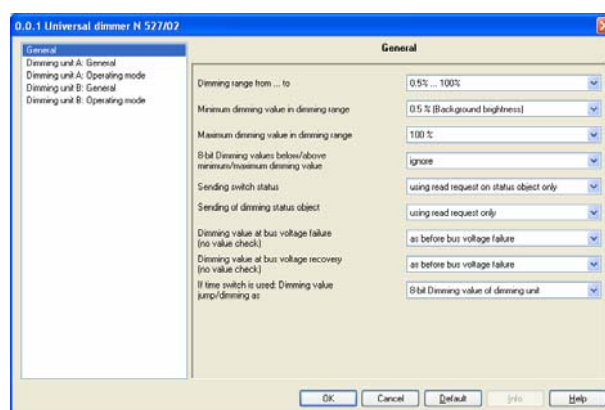 0.0.1 Universal dimmer N 527/02
General
Dimming unit A: General
Dimming unit A: Operating mode
Dimming unit B: General
Dimming unit B: Operating mode
General
Dimming range from ... to
0.5% ... 100%
Minimum dimming value in dimming range
0.5 % (Background brightness)
Maximum dimming value in dimming range
100 %
8-bit Dimming values below/above
minimum/maximum dimming value
ignore
Sending switch status
using read request on status object only
Sending of dimming status object
using read request only
Dimming value at bus voltage failure
(no value check)
as before bus voltage failure
Dimming value at bus voltage recovery
(no value check)
as before bus voltage failure
If time switch is used: Dimming value
jump/dimming as
8-bit Dimming value of dimming unit
OK
Cancel
Default
Info
Help